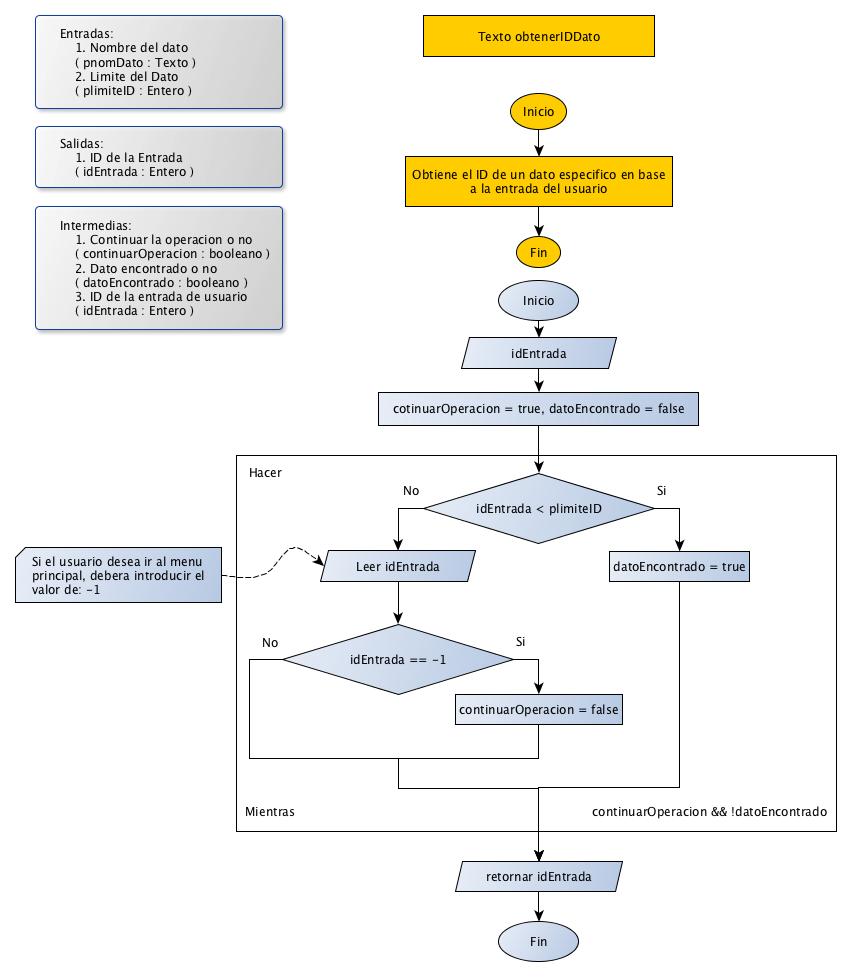 Entradas:
1. Nombre del dato
( pnomDato : Texto )
2. Limite del Dato
( plimiteID : Entero )
Salidas:
1. ID de la Entrada
( idEntrada : Entero )
Intermedias:
1. Continuar la operacion o no
( continuarOperacion : booleano )
2. Dato encontrado o no
( datoEncontrado : booleano )
3. ID de la entrada de usuario
( idEntrada : Entero )
Texto obtenerIDDato
Inicio
Obtiene el ID de un dato especifico en base
a la entrada del usuario
Fin
Inicio
idEntrada
cotinuarOperacion = true, datoEncontrado = false
Hacer
idEntrada < plimiteID
No
Si
Si el usuario desea ir al menu
principal, debera introducir el
valor de: -1
Leer idEntrada
datoEncontrado = true
idEntrada == -1
No
Si
continuarOperacion = false
Mientras
continuarOperacion && !datoEncontrado
retornar idEntrada
Fin